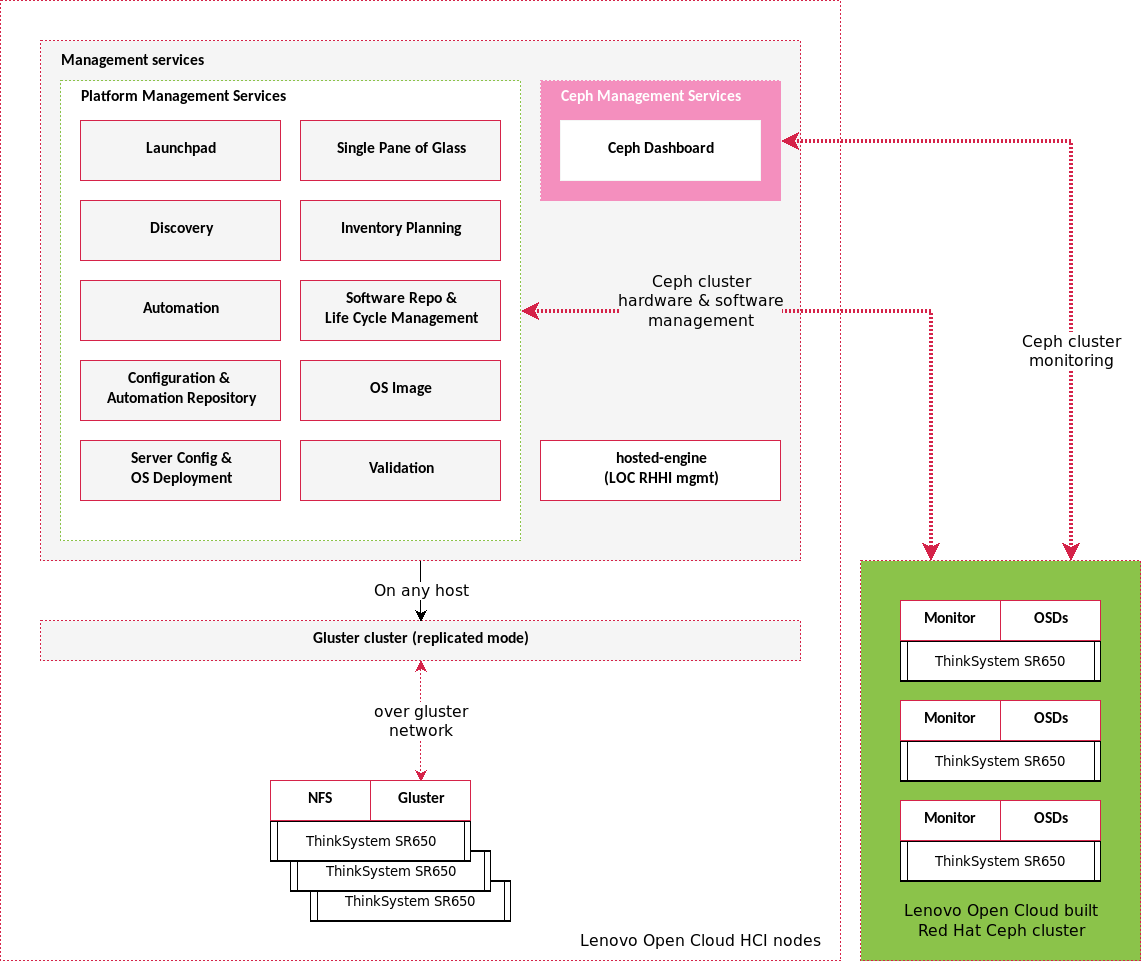 Management services
Platform Management Services
Launchpad
Single Pane of Glass
Discovery
Inventory Planning
Automation
Software Repo &
Life Cycle Management
Configuration &
Automation Repository
OS Image
Server Config &
OS Deployment
Validation
Ceph Management Services
Ceph Dashboard
Ceph cluster
hardware & software
management
hosted-engine
(LOC RHHI mgmt)
Ceph cluster
monitoring
On any host
Gluster cluster (replicated mode)
over gluster
network
NFS
Gluster
ThinkSystem SR650
ThinkSystem SR650
ThinkSystem SR650
Lenovo Open Cloud HCI nodes
Monitor
OSDs
ThinkSystem SR650
Monitor
OSDs
ThinkSystem SR650
Monitor
OSDs
ThinkSystem SR650
Lenovo Open Cloud built
Red Hat Ceph cluster